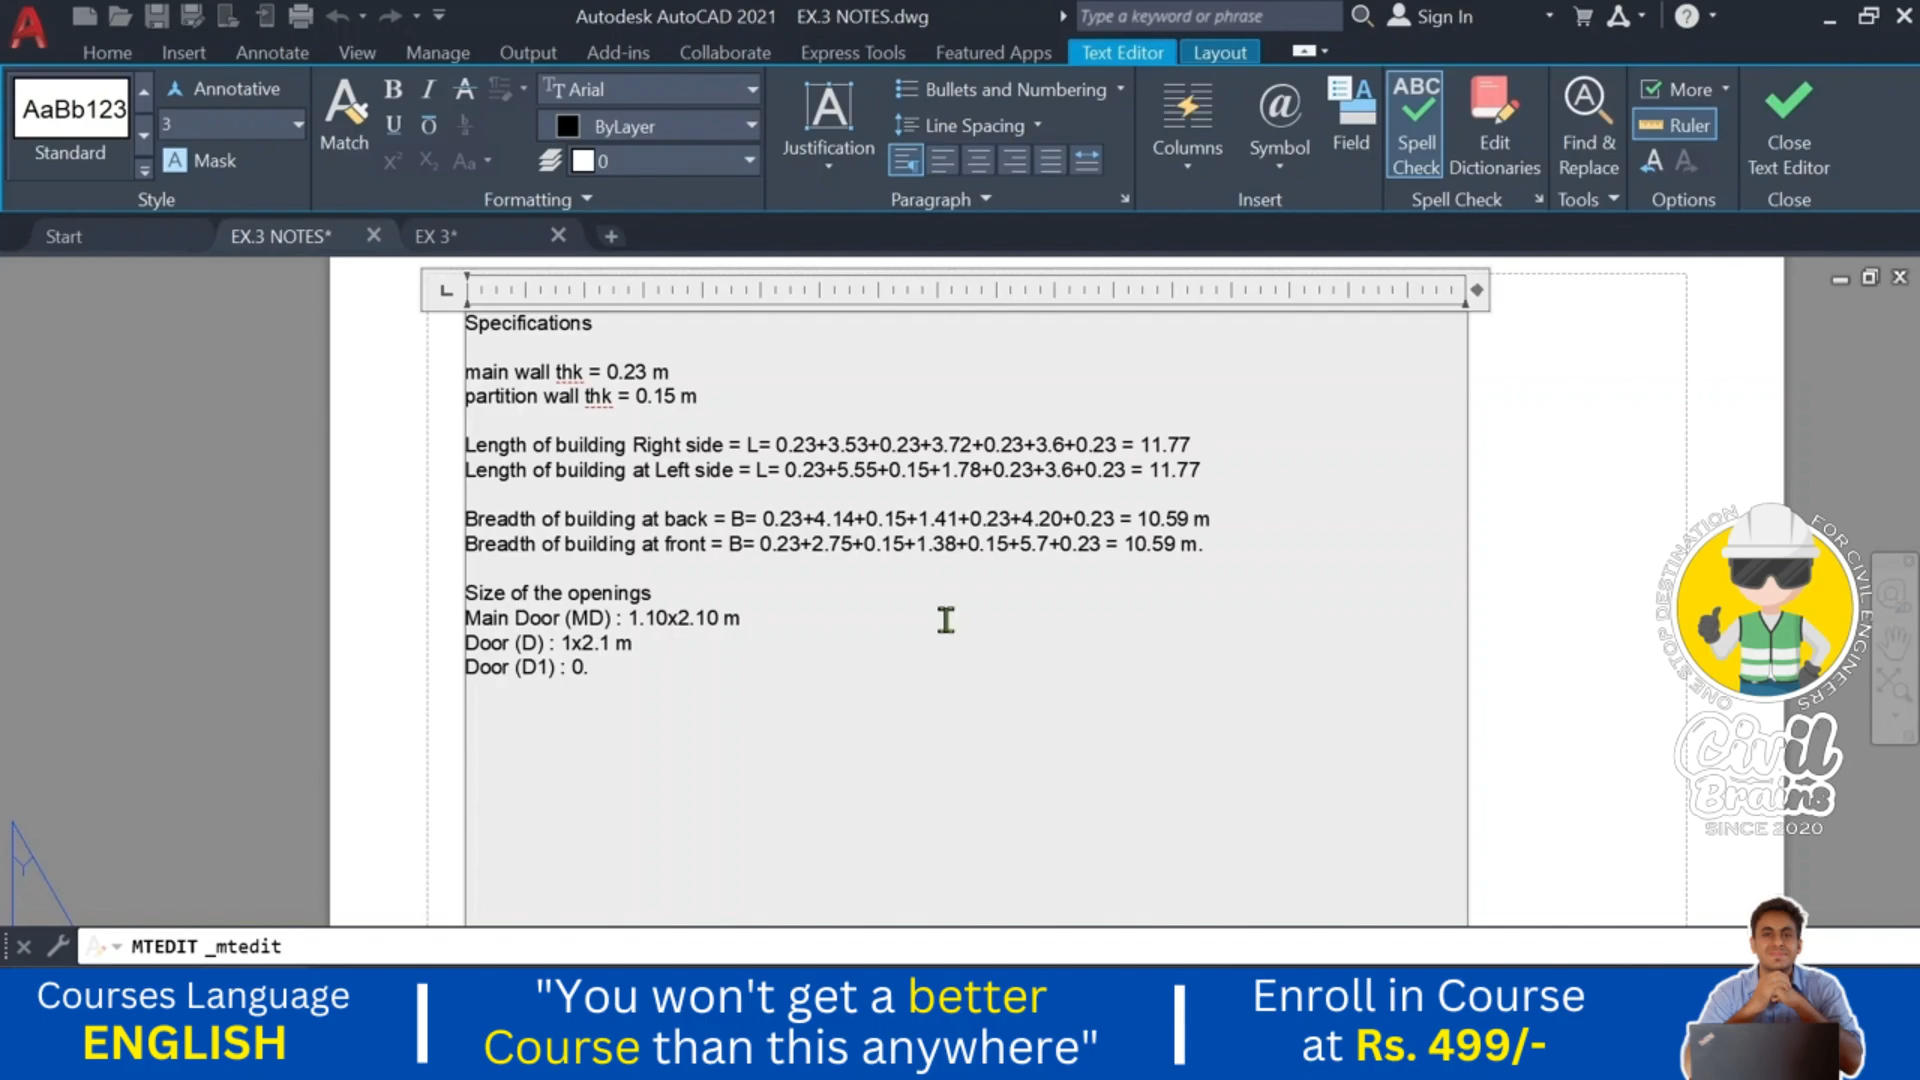 Autodesk AutoCAD 2021 EX.3 NOTES.dwg
Type a keyword or phrase
Sign In
Home Insert Annotate View Manage Output Add-ins Collaborate Express Tools Featured Apps Text Editor Layout
AaBb123
Standard
Annotative
3
A Mask
Style
Match
B I A
U O
X² X₂ Aa
Arial
ByLayer
0
Formatting
A
Justification
Bullets and Numbering
Line Spacing
Paragraph
Columns
@
Symbol
Field
Insert
ABC
Spell
Check
Edit
Dictionaries
Spell Check
Find &
Replace
Tools
More
Ruler
Options
Close
Text Editor
Close
Start EX.3 NOTES* EX 3*
Specifications
main wall thk = 0.23 m
partition wall thk = 0.15 m
Length of building Right side = L= 0.23+3.53+0.23+3.72+0.23+3.6+0.23 = 11.77
Length of building at Left side = L= 0.23+5.55+0.15+1.78+0.23+3.6+0.23 = 11.77
Breadth of building at back = B= 0.23+4.14+0.15+1.41+0.23+4.20+0.23 = 10.59 m
Breadth of building at front = B= 0.23+2.75+0.15+1.38+0.15+5.7+0.23 = 10.59 m.
Size of the openings
Main Door (MD) : 1.10x2.10 m
Door (D) : 1x2.1 m
Door (D1) : 0.
ONE STOP DESTINATION FOR CIVIL ENGINEERS
Civil
Brains
SINCE 2020
Y
MTEDIT _mtedit
Courses Language
ENGLISH
"You won't get a better
Course than this anywhere"
Enroll in Course
at Rs. 499/-